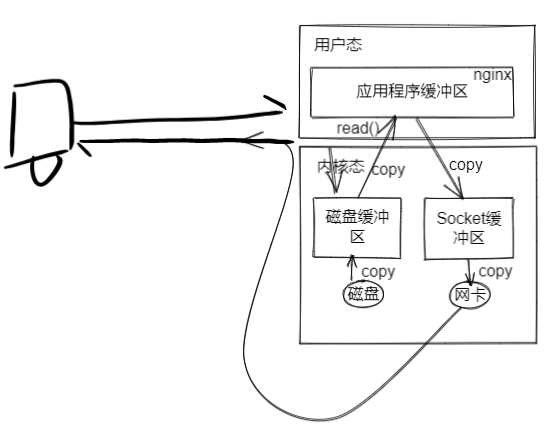 用户态
nginx
应用程序缓冲区
read()
copy
内核态
copy
磁盘缓冲
区
Socket缓
冲区
copy
copy
磁盘
网卡